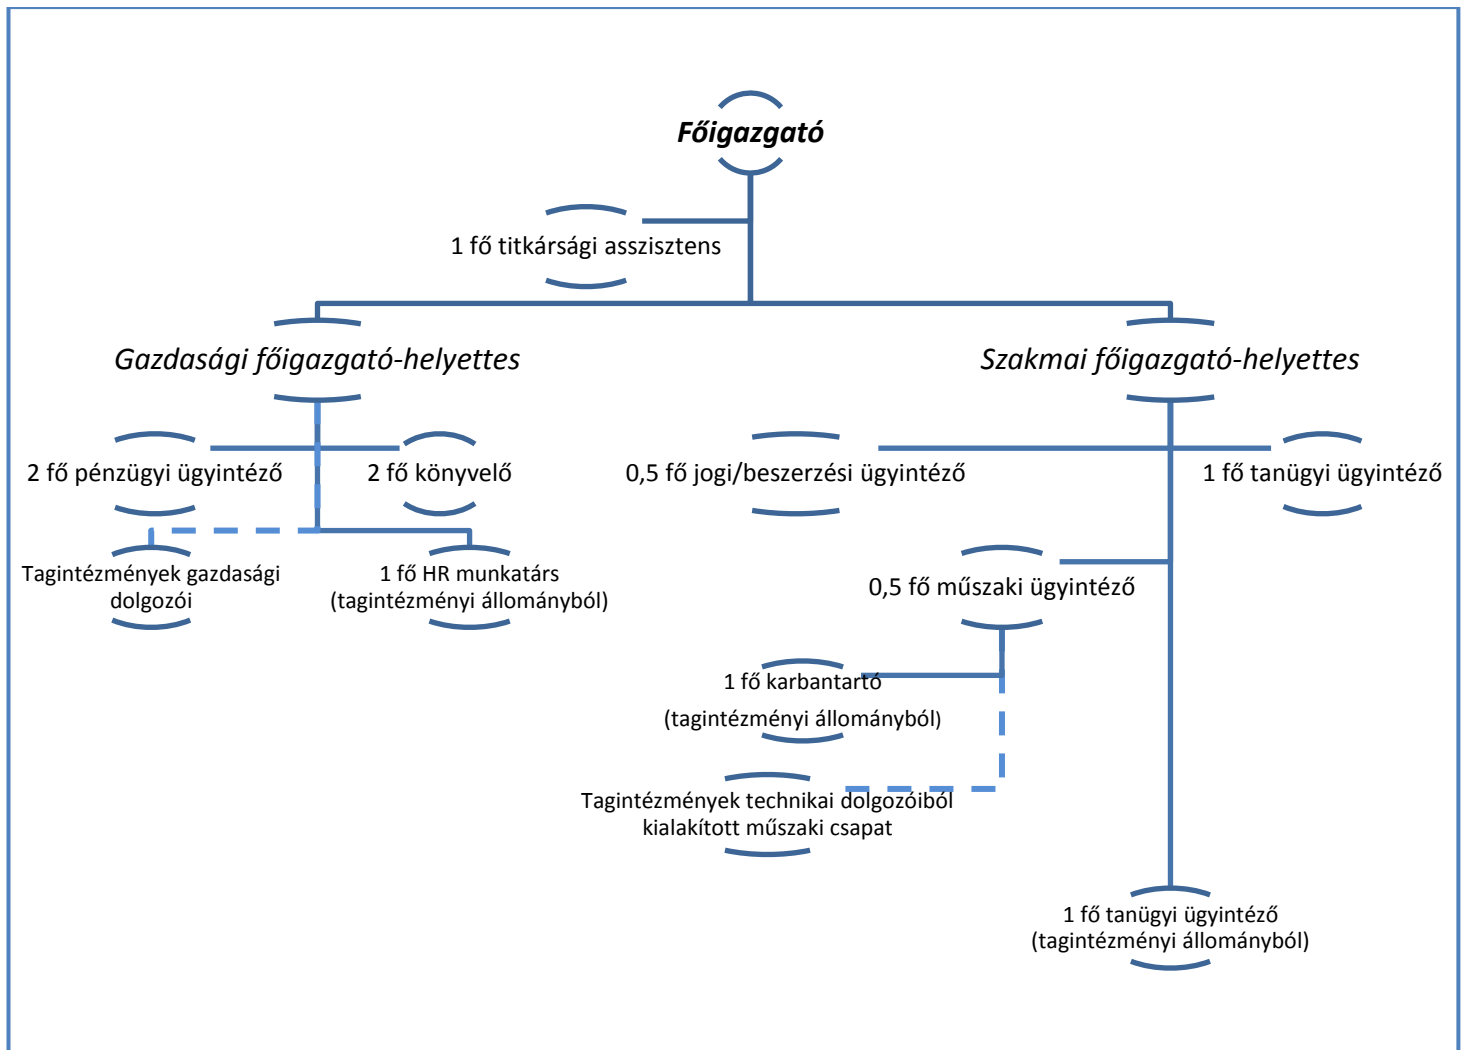 Főigazgató
1 fő titkársági asszisztens
Gazdasági főigazgató-helyettes
Szakmai főigazgató-helyettes
2 fő pénzügyi ügyintéző
2 fő könyvelő
0,5 fő jogi/beszerzési ügyintéző
1 fő tanügyi ügyintéző
Tagintézmények gazdasági
dolgozói
1 fő HR munkatárs
(tagintézményi állományból)
0,5 fő műszaki ügyintéző
1 fő karbantartó
(tagintézményi állományból)
Tagintézmények technikai dolgozóiból
kialakított műszaki csapat
1 fő tanügyi ügyintéző
(tagintézményi állományból)